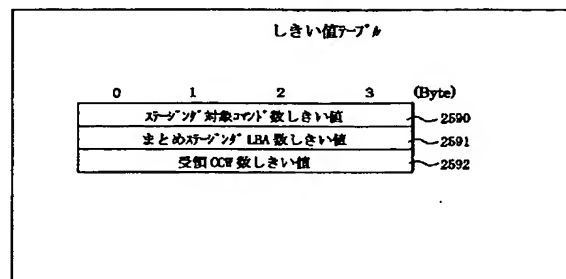 しきい値テーブル
0 1 2 3 (Byte)
ステージング対象コマンド数しきい値 2590
まとめステージングLBA数しきい値 2591
受領CCW数しきい値 2592